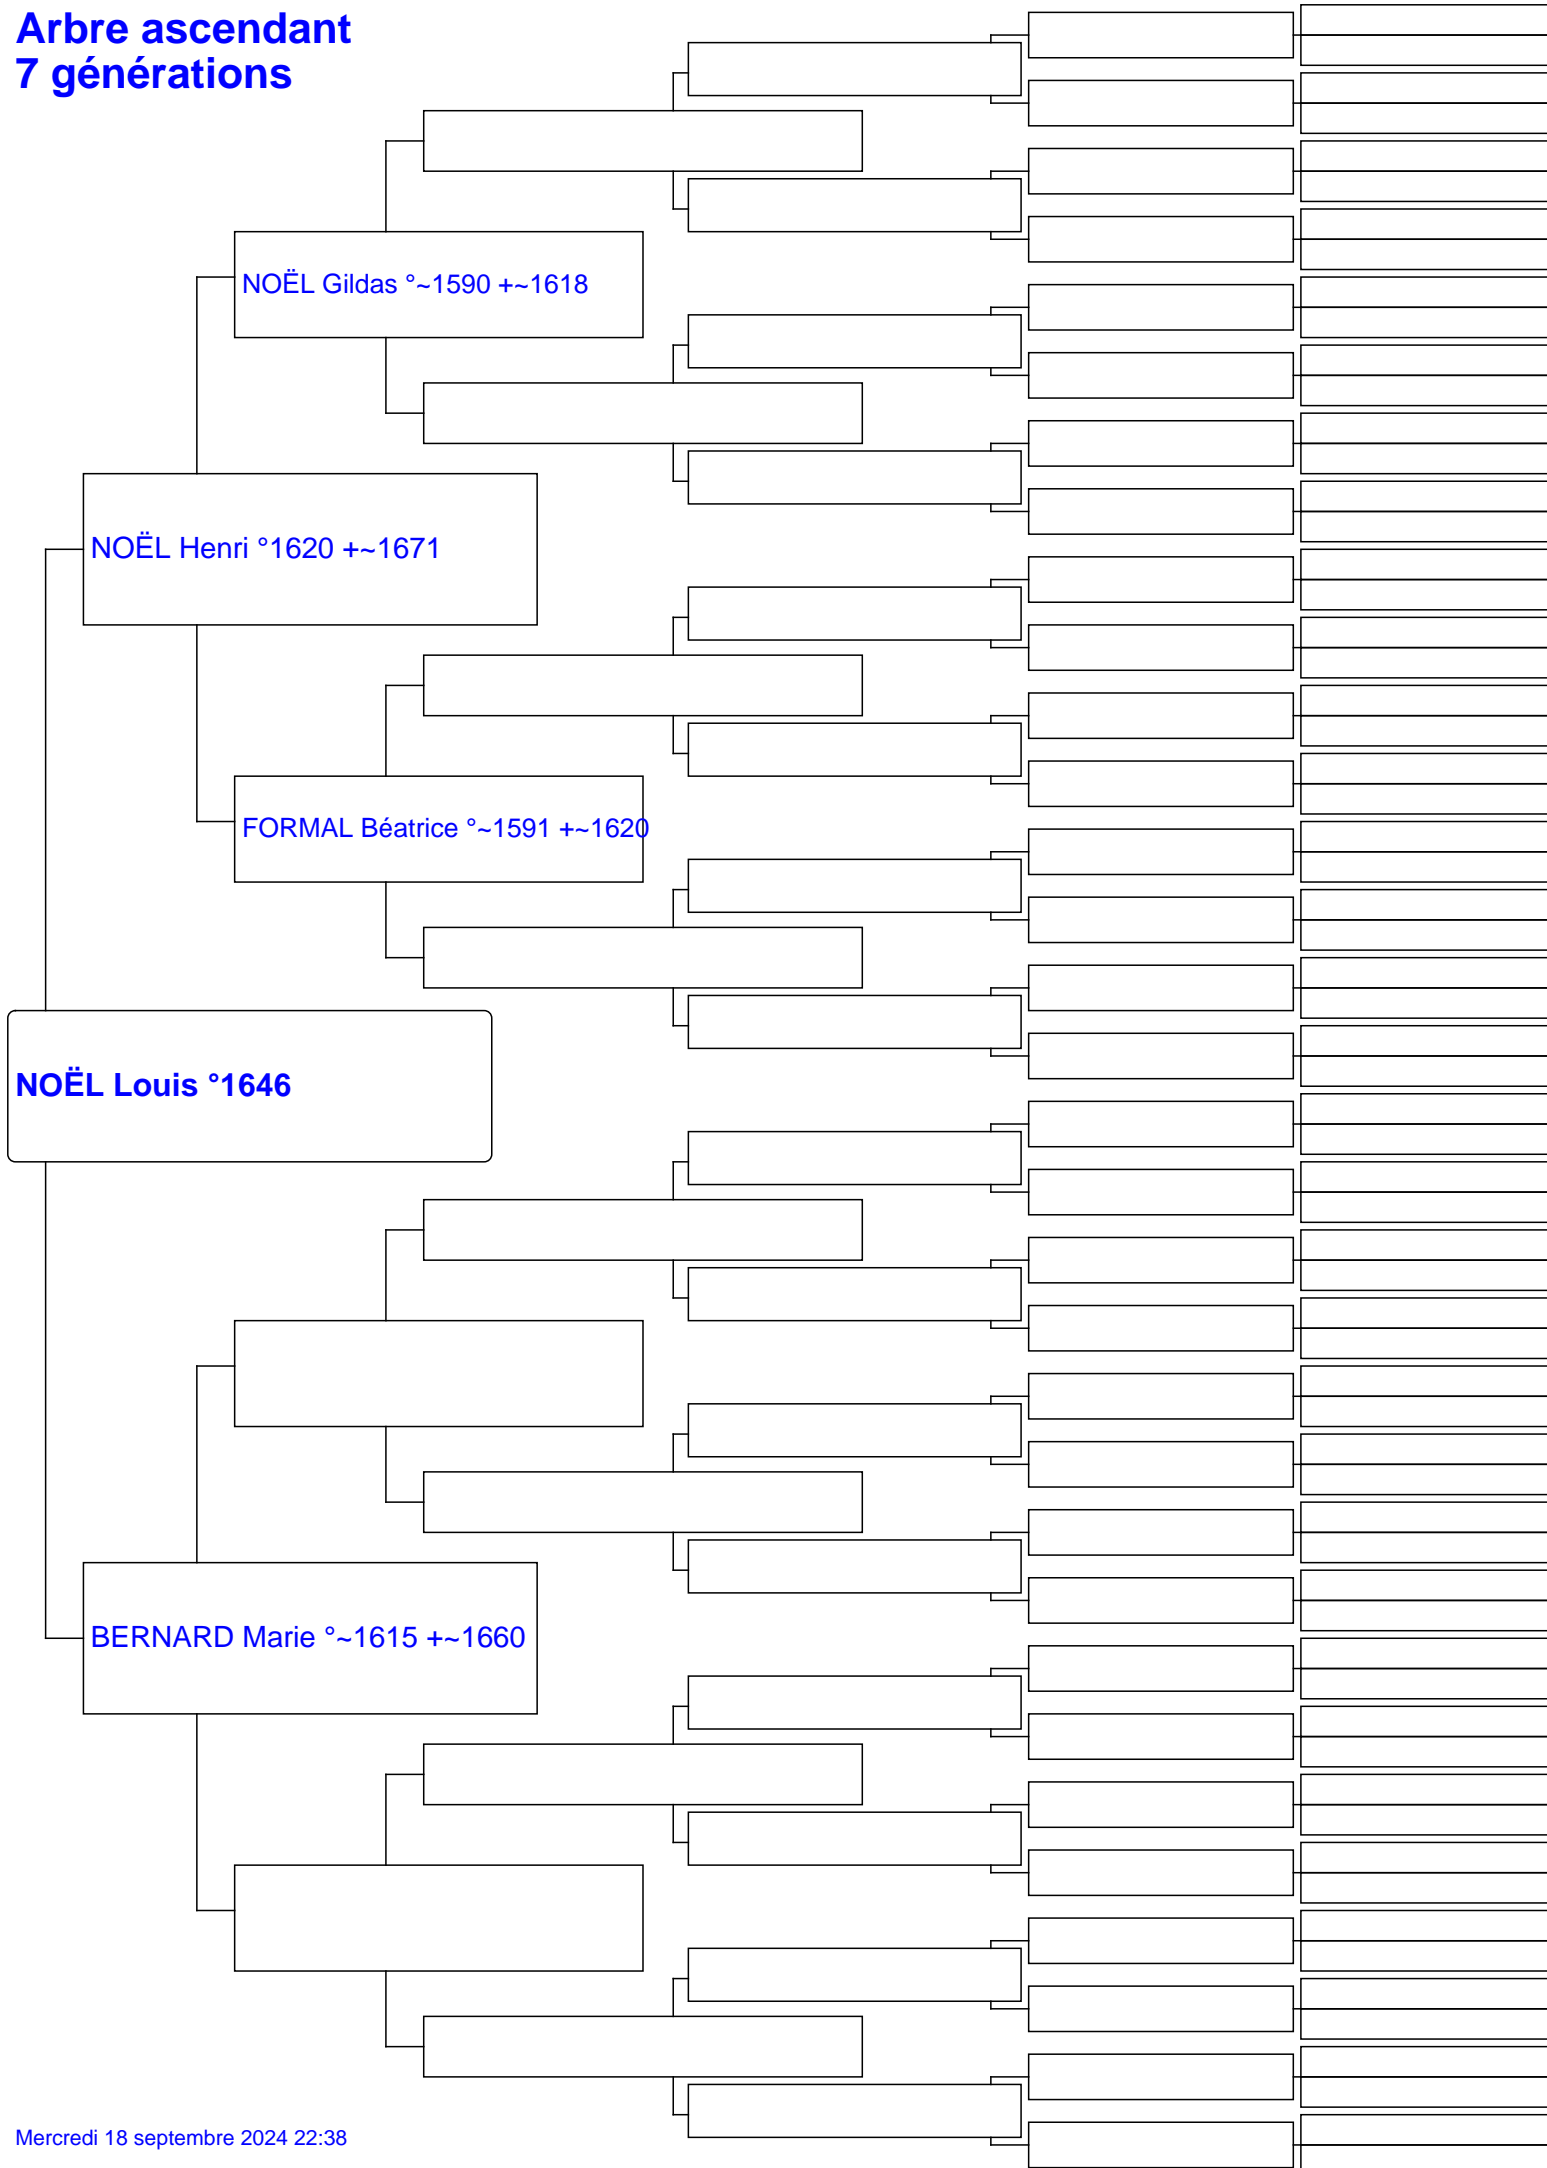 Arbre ascendant
7 générations
NOËL Gildas °~1590 +~1618
NOËL Henri °1620 +~1671
FORMAL Béatrice °~1591 +~1620
NOËL Louis °1646
BERNARD Marie °~1615 +~1660
Mercredi 18 septembre 2024 22:38